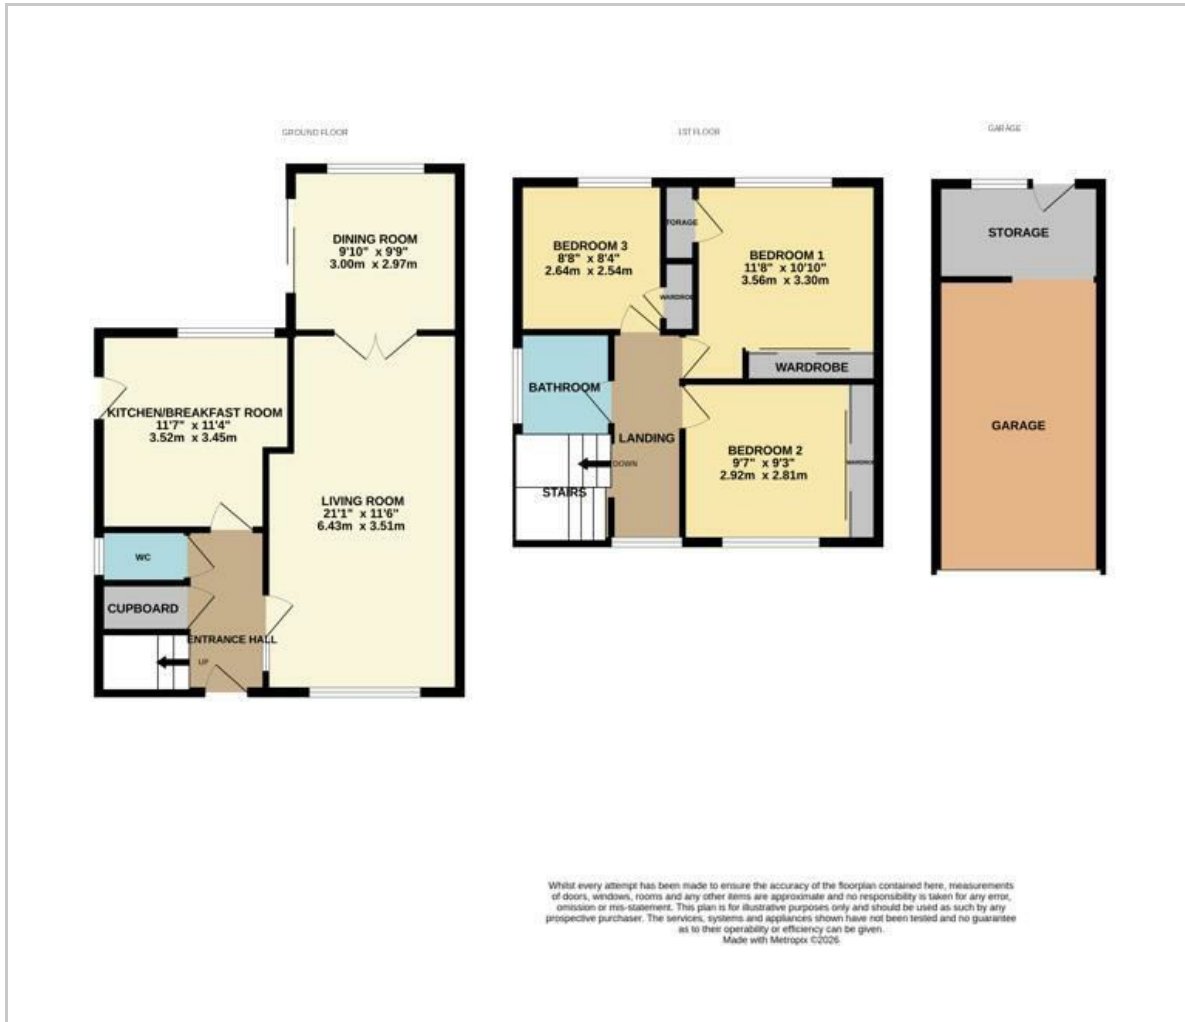 GROUND FLOOR
DINING ROOM
9'10" x 9'9"
3.00m x 2.97m
KITCHEN/BREAKFAST ROOM
11'7" x 11'4"
3.52m x 3.45m
LIVING ROOM
21'1" x 11'6"
6.43m x 3.51m
WC
CUPBOARD
ENTRANCE HALL
UP
1ST FLOOR
BEDROOM 3
8'8" x 8'4"
2.64m x 2.54m
TORAGE
WARDROB
BEDROOM 1
11'8" x 10'10"
3.56m x 3.30m
WARDROBE
BATHROOM
LANDING
DOWN
STAIRS
BEDROOM 2
9'7" x 9'3"
2.92m x 2.81m
GARAGE
STORAGE
GARAGE
Whilst every attempt has been made to ensure the accuracy of the floorplan contained here, measurements
of doors, windows, rooms and any other items are approximate and no responsibility is taken for any error,
omission or mis-statement. This plan is for illustrative purposes only and should be used as such by any
prospective purchaser. The services, systems and appliances shown have not been tested and no guarantee
as to their operability or efficiency can be given.
Made with Metropix ©2026